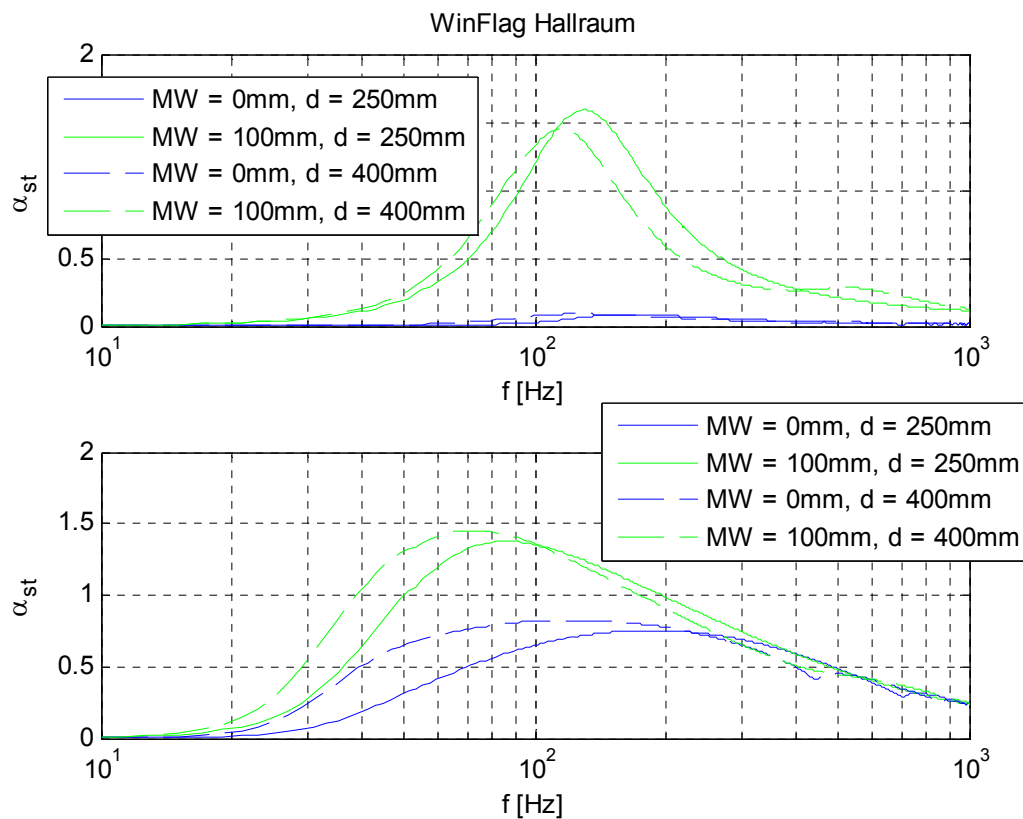 WinFlag Hallraum
2
MW = 0mm, d = 250mm
MW = 100mm, d = 250mm
MW = 0mm, d = 400mm
MW = 100mm, d = 400mm
α_st
0.5
0
10^1
10^2
10^3
f [Hz]
2
MW = 0mm, d = 250mm
MW = 100mm, d = 250mm
MW = 0mm, d = 400mm
MW = 100mm, d = 400mm
1.5
α_st
1
0.5
0
10^1
10^2
10^3
f [Hz]